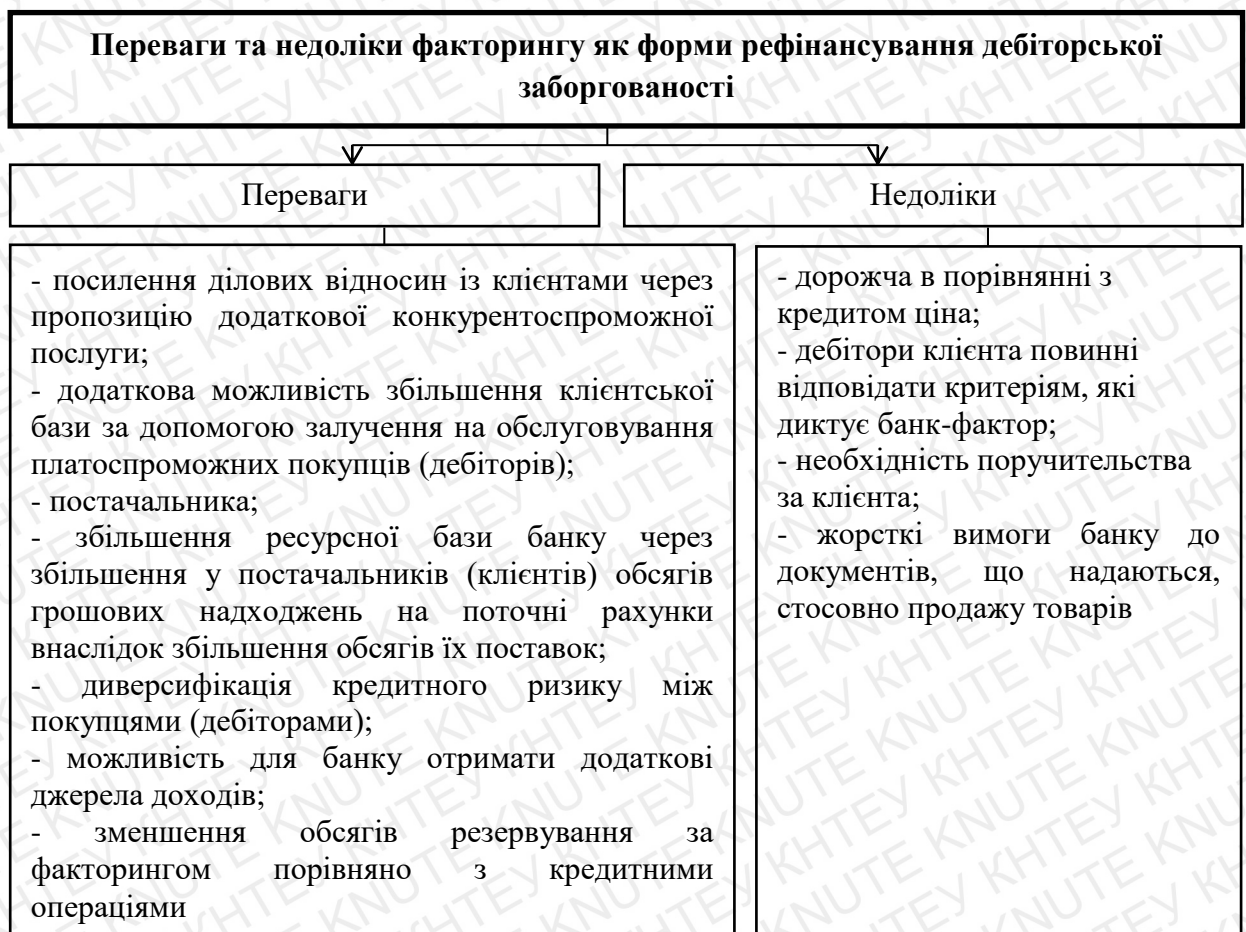 Переваги та недоліки факторингу як форми рефінансування дебіторської
заборгованості
Переваги
Недоліки
- посилення ділових відносин із клієнтами через
пропозицію додаткової конкурентоспроможної
послуги;
- додаткова можливість збільшення клієнтської
бази за допомогою залучення на обслуговування
платоспроможних покупців (дебіторів);
- постачальника;
- збільшення ресурсної бази банку через
збільшення у постачальників (клієнтів) обсягів
грошових надходжень на поточні рахунки
внаслідок збільшення обсягів їх поставок;
- диверсифікація кредитного ризику між
покупцями (дебіторами);
- можливість для банку отримати додаткові
джерела доходів;
- зменшення обсягів резервування за
факторингом порівняно з кредитними
операціями
- дорожча в порівнянні з
кредитом ціна;
- дебітори клієнта повинні
відповідати критеріям, які
диктує банк-фактор;
- необхідність поручительства
за клієнта;
- жорсткі вимоги банку до
документів, що надаються,
стосовно продажу товарів